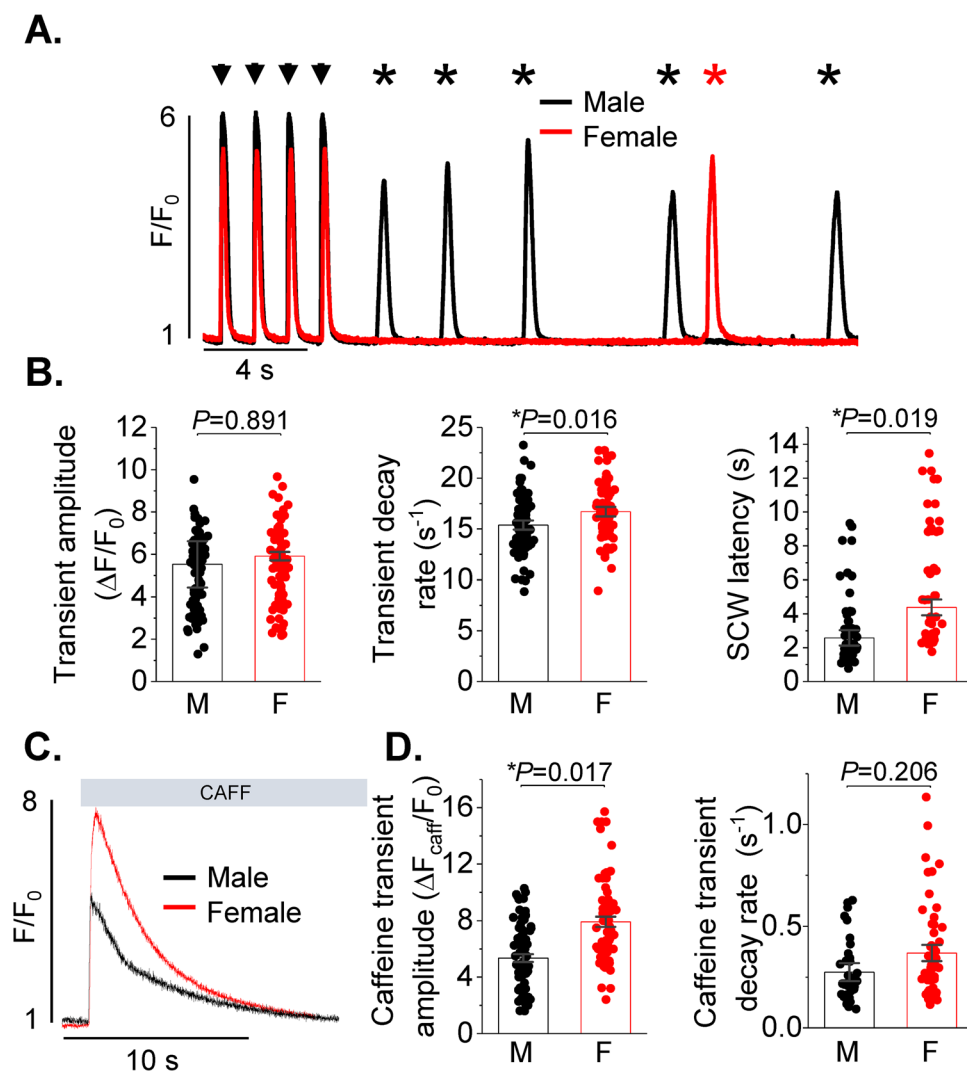 A.
* * * * * *
Male
Female
6
F/F0
1
4 s
B.
P=0.891
12
10
8
6
4
2
0
Transient amplitude
(ΔF/F0)
M F
*P=0.016
25
20
15
10
5
0
Transient decay
rate (s-1)
M F
*P=0.019
14
12
10
8
6
4
2
0
SCW latency (s)
M F
C.
CAFF
8
Male
Female
F/F0
1
10 s
D.
*P=0.017
16
12
8
4
0
Caffeine transient
amplitude (ΔFcaff/F0)
M F
P=0.206
1.0
0.5
0.0
Caffeine transient
decay rate (s-1)
M F